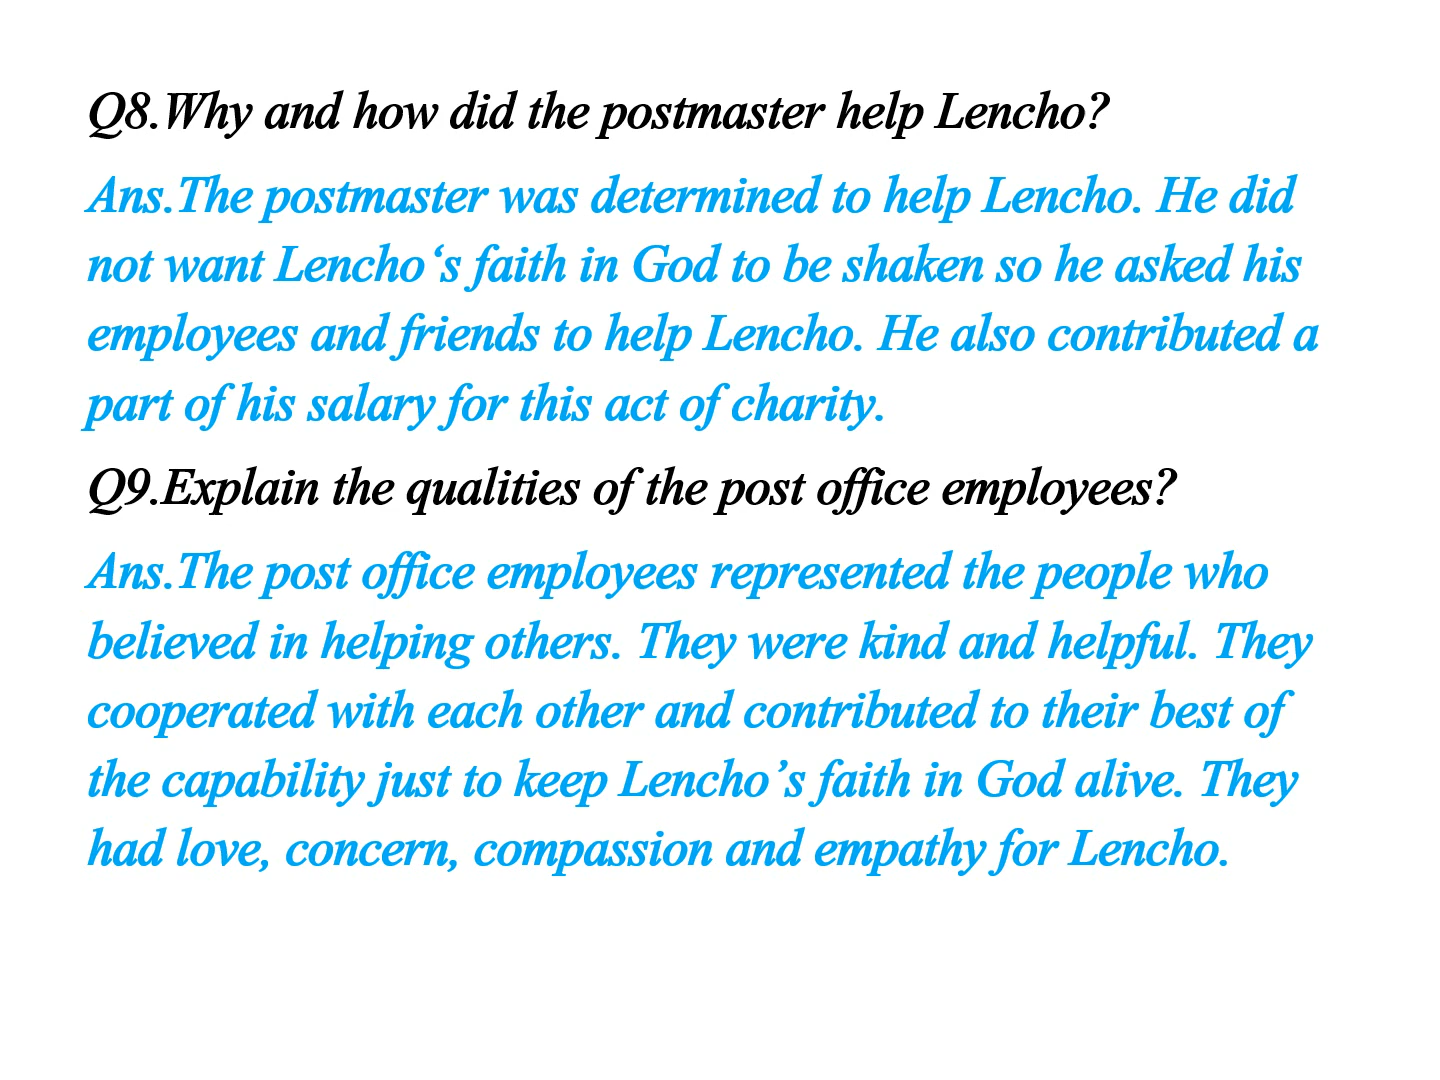 Q8.Why and how did the postmaster help Lencho?
Ans.The postmaster was determined to help Lencho. He did
not want Lencho‘s faith in God to be shaken so he asked his
employees and friends to help Lencho. He also contributed a
part of his salary for this act of charity.
Q9.Explain the qualities of the post office employees?
Ans.The post office employees represented the people who
believed in helping others. They were kind and helpful. They
cooperated with each other and contributed to their best of
the capability just to keep Lencho’s faith in God alive. They
had love, concern, compassion and empathy for Lencho.